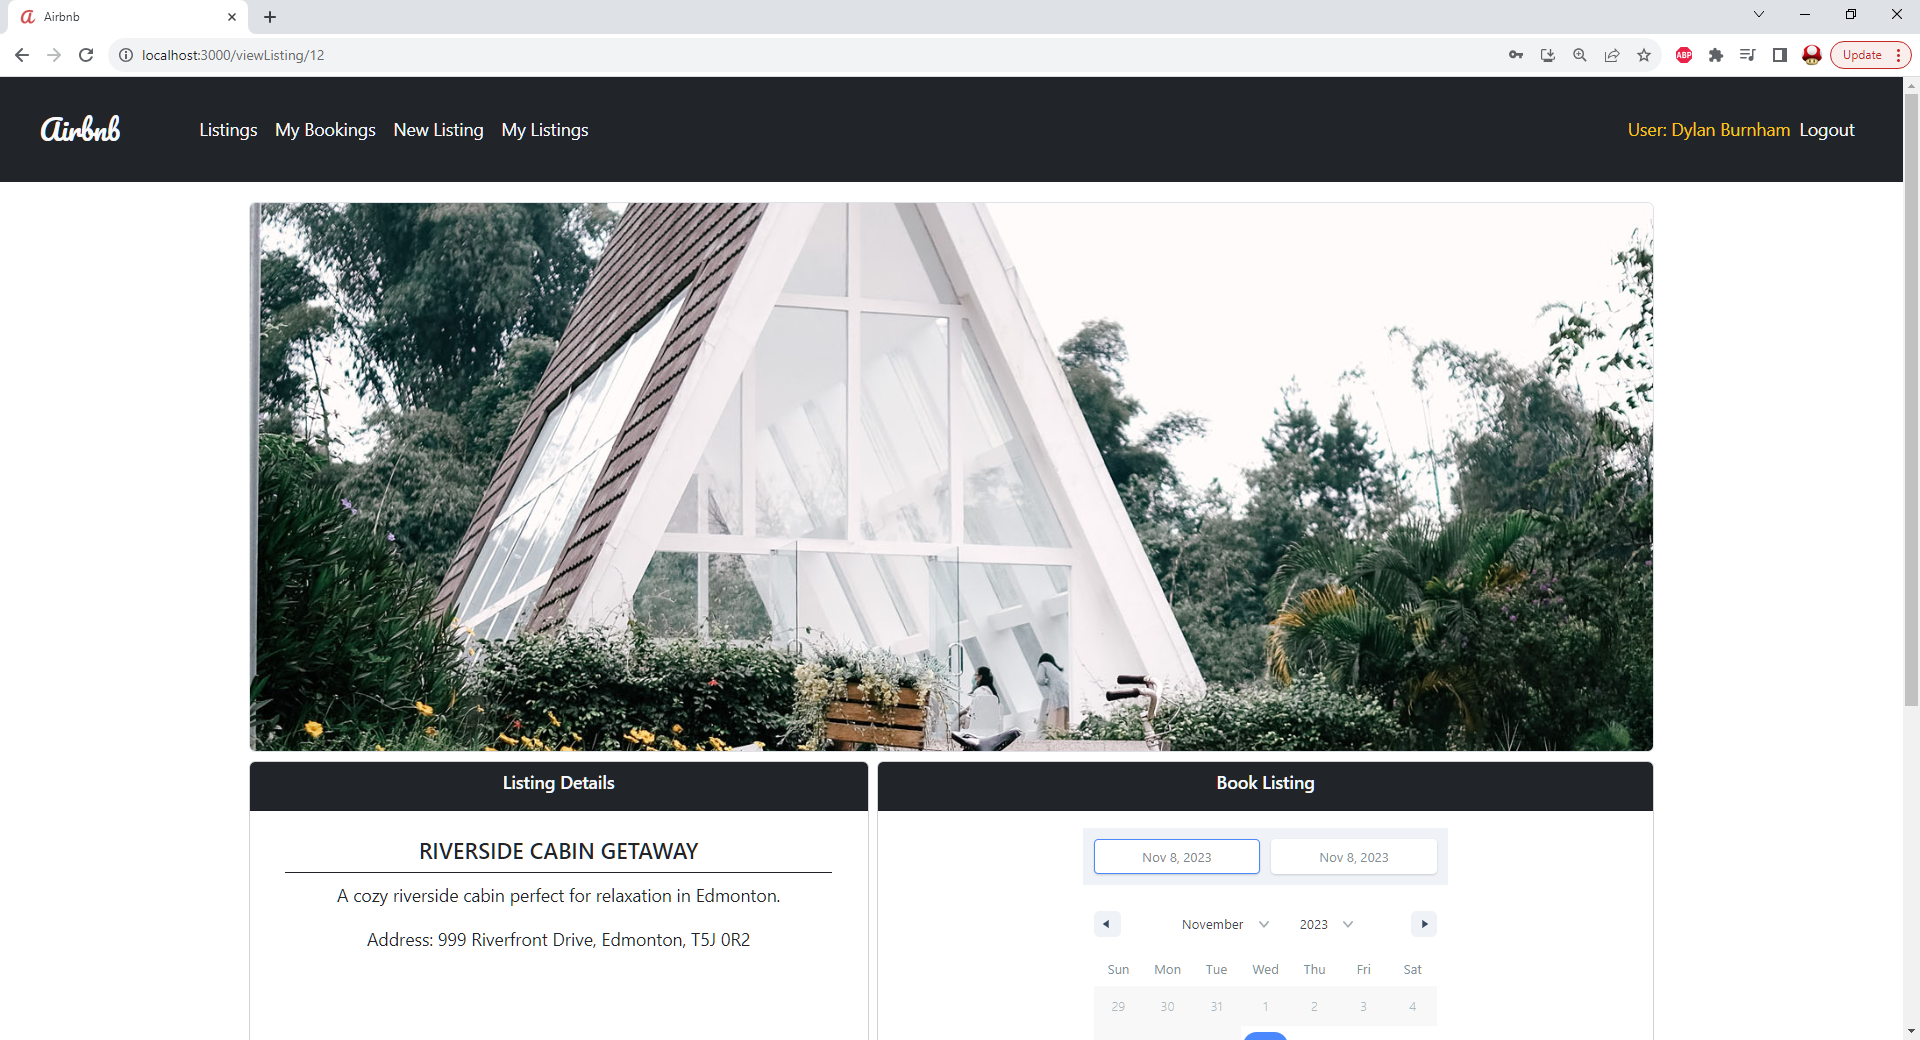 Airbnb
localhost:3000/viewListing/12
ABP
Update
Airbnb
Listings
My Bookings
New Listing
My Listings
User: Dylan Burnham
Logout
Listing Details
RIVERSIDE CABIN GETAWAY
A cozy riverside cabin perfect for relaxation in Edmonton.
Address: 999 Riverfront Drive, Edmonton, T5J 0R2
Book Listing
Nov 8, 2023
Nov 8, 2023
November
2023
Sun Mon Tue Wed Thu Fri Sat
29 30 31 1 2 3 4